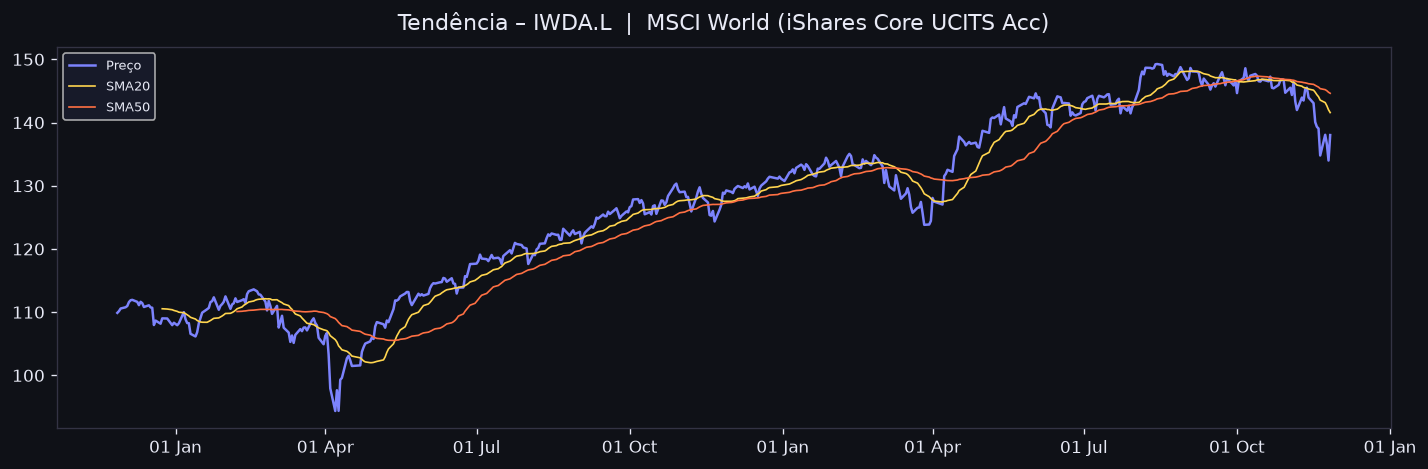 Tendência – IWDA.L | MSCI World (iShares Core UCITS Acc)
Preço
SMA20
SMA50
150
140
130
120
110
100
01 Jan
01 Apr
01 Jul
01 Oct
01 Jan
01 Apr
01 Jul
01 Oct
01 Jan